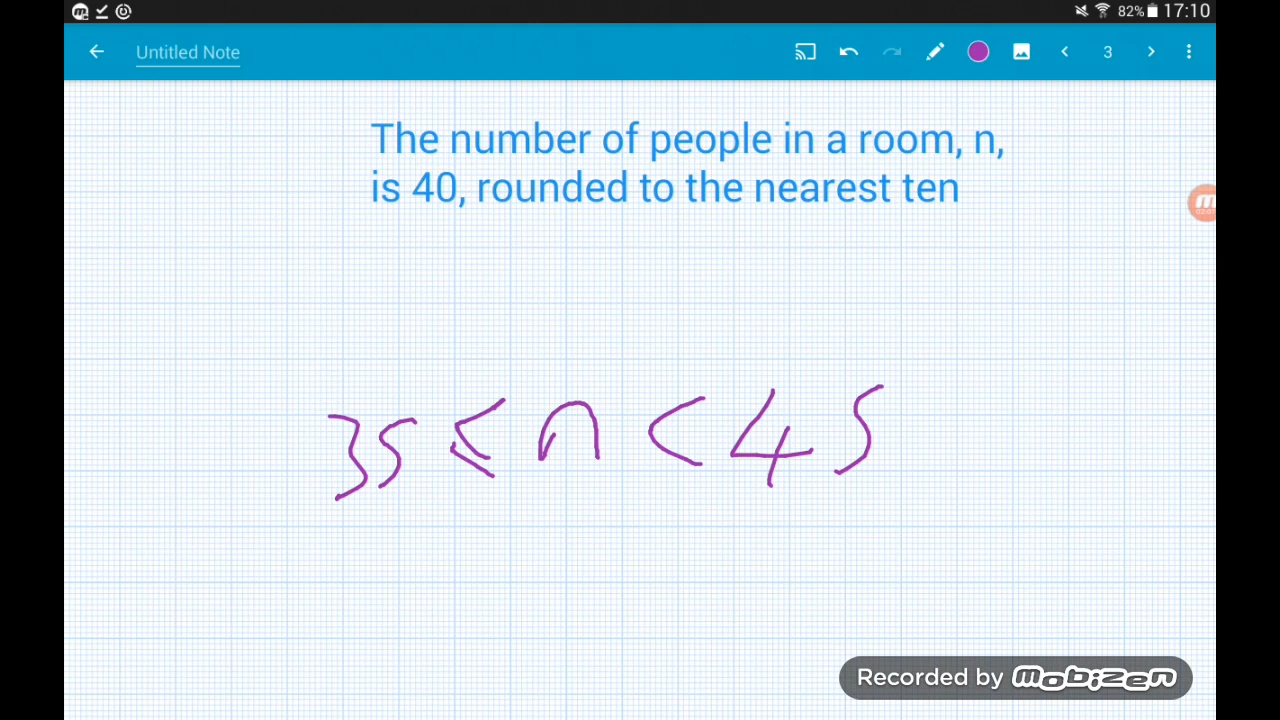 82% 17:10
Untitled Note
3
The number of people in a room, n,
is 40, rounded to the nearest ten
35 ≤ n < 45
Recorded by mobizen